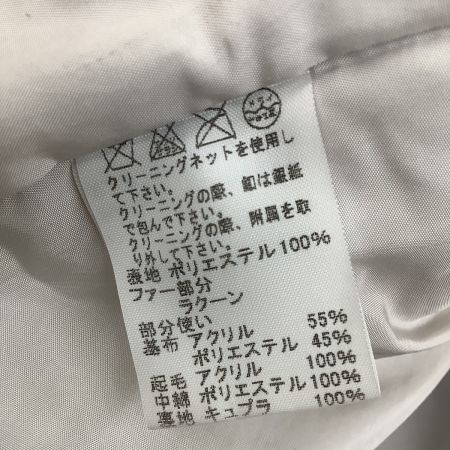 クリーニングネットを使用し
て下さい。
クリーニングの際、釦は銀紙
で包んで下さい。
クリーニングの際、附属を取
り外して下さい。
表地 ポリエステル100%
ファー部分
ラクーン
部分使い
基布 アクリル 55%
ポリエステル 45%
起毛 アクリル 100%
中綿 ポリエステル 100%
裏地 キュプラ 100%